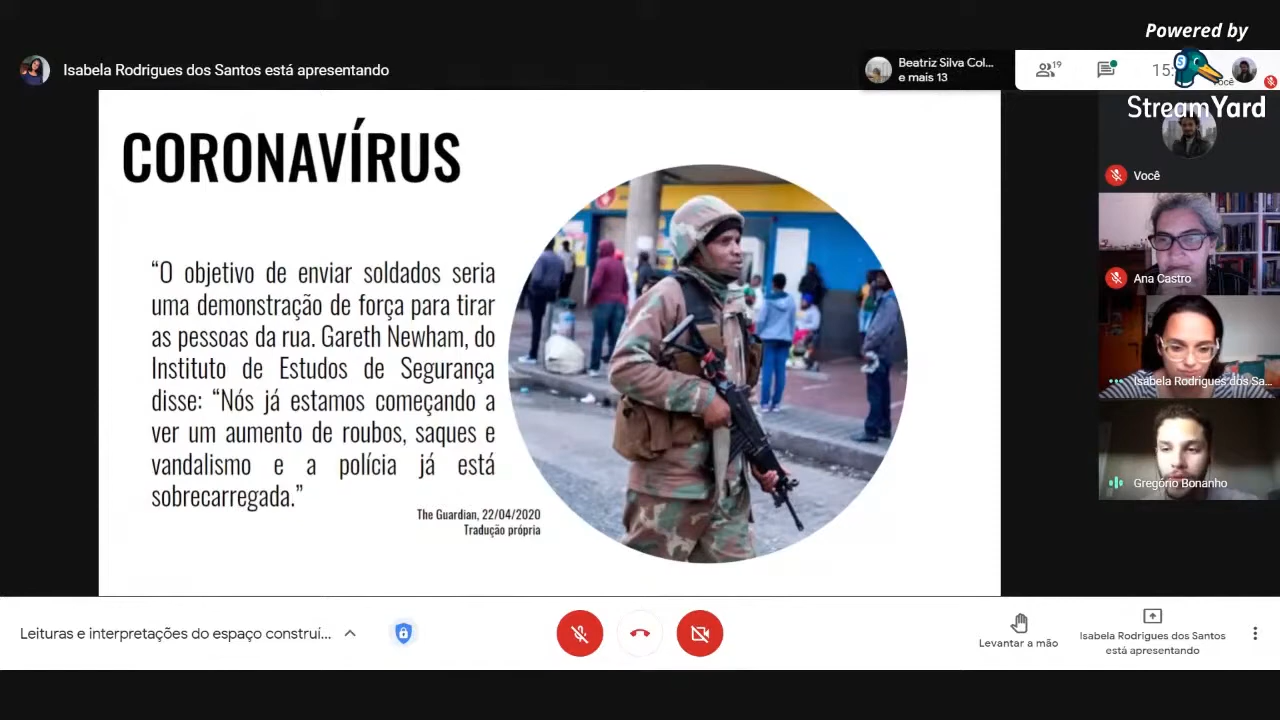 Powered by
StreamYard
Isabela Rodrigues dos Santos está apresentando
Beatriz Silva Col...
e mais 13
19
15:
Você
CORONAVÍRUS
“O objetivo de enviar soldados seria
uma demonstração de força para tirar
as pessoas da rua. Gareth Newham, do
Instituto de Estudos de Segurança
disse: “Nós já estamos começando a
ver um aumento de roubos, saques e
vandalismo e a polícia já está
sobrecarregada.”
The Guardian, 22/04/2020
Tradução própria
Você
Ana Castro
Isabela Rodrigues dos Sa...
Gregório Bonanho
Leituras e interpretações do espaço construí...
Levantar a mão
Isabela Rodrigues dos Santos
está apresentando